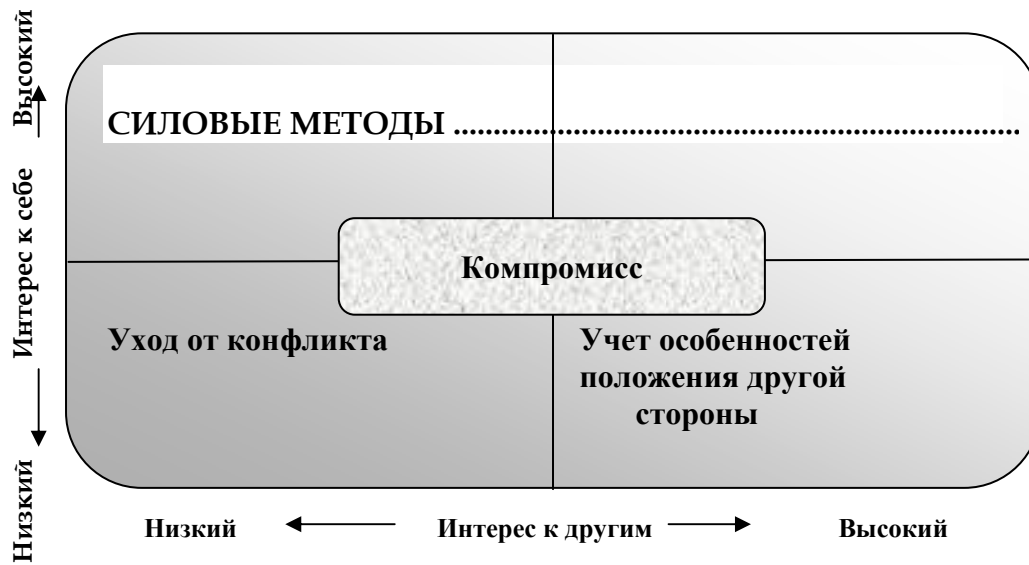 Высокий
СИЛОВЫЕ МЕТОДЫ ................................................................................
Интерес к себе
Компромисс
Уход от конфликта
Учет особенностей
положения другой
стороны
Низкий
Низкий
Интерес к другим
Высокий